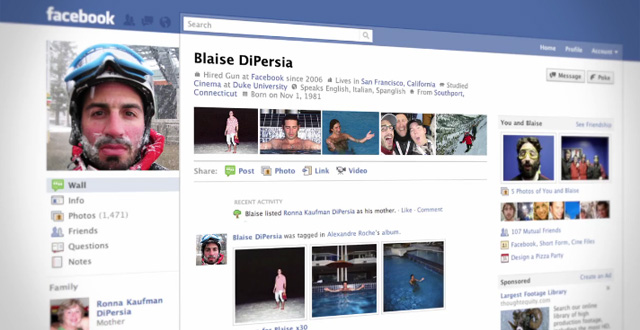 facebook
Search
Home Profile Account
Blaise DiPersia
Hired Gun at Facebook since 2006 Lives in San Francisco, California Studied
Cinema at Duke University Speaks English, Italian, Spanglish From Southport,
Connecticut Born on Nov 1, 1981
Message Poke
Share: Post Photo Link Video
Wall
Info
Photos (1,471)
Friends
Questions
Notes
Family
Ronna Kaufman
DiPersia
Mother
RECENT ACTIVITY
Blaise listed Ronna Kaufman DiPersia as his mother. · Like · Comment
Blaise DiPersia was tagged in Alexandre Roche's album.
for Blaise x30
You and Blaise See Friendship
5 Photos of You and Blaise
107 Mutual Friends
Facebook, Short Form, Cine Files
Design a Pizza Party
Sponsored Create an Ad
Largest Footage Library
thoughtequity.com
Search our online
library of high
production footage,